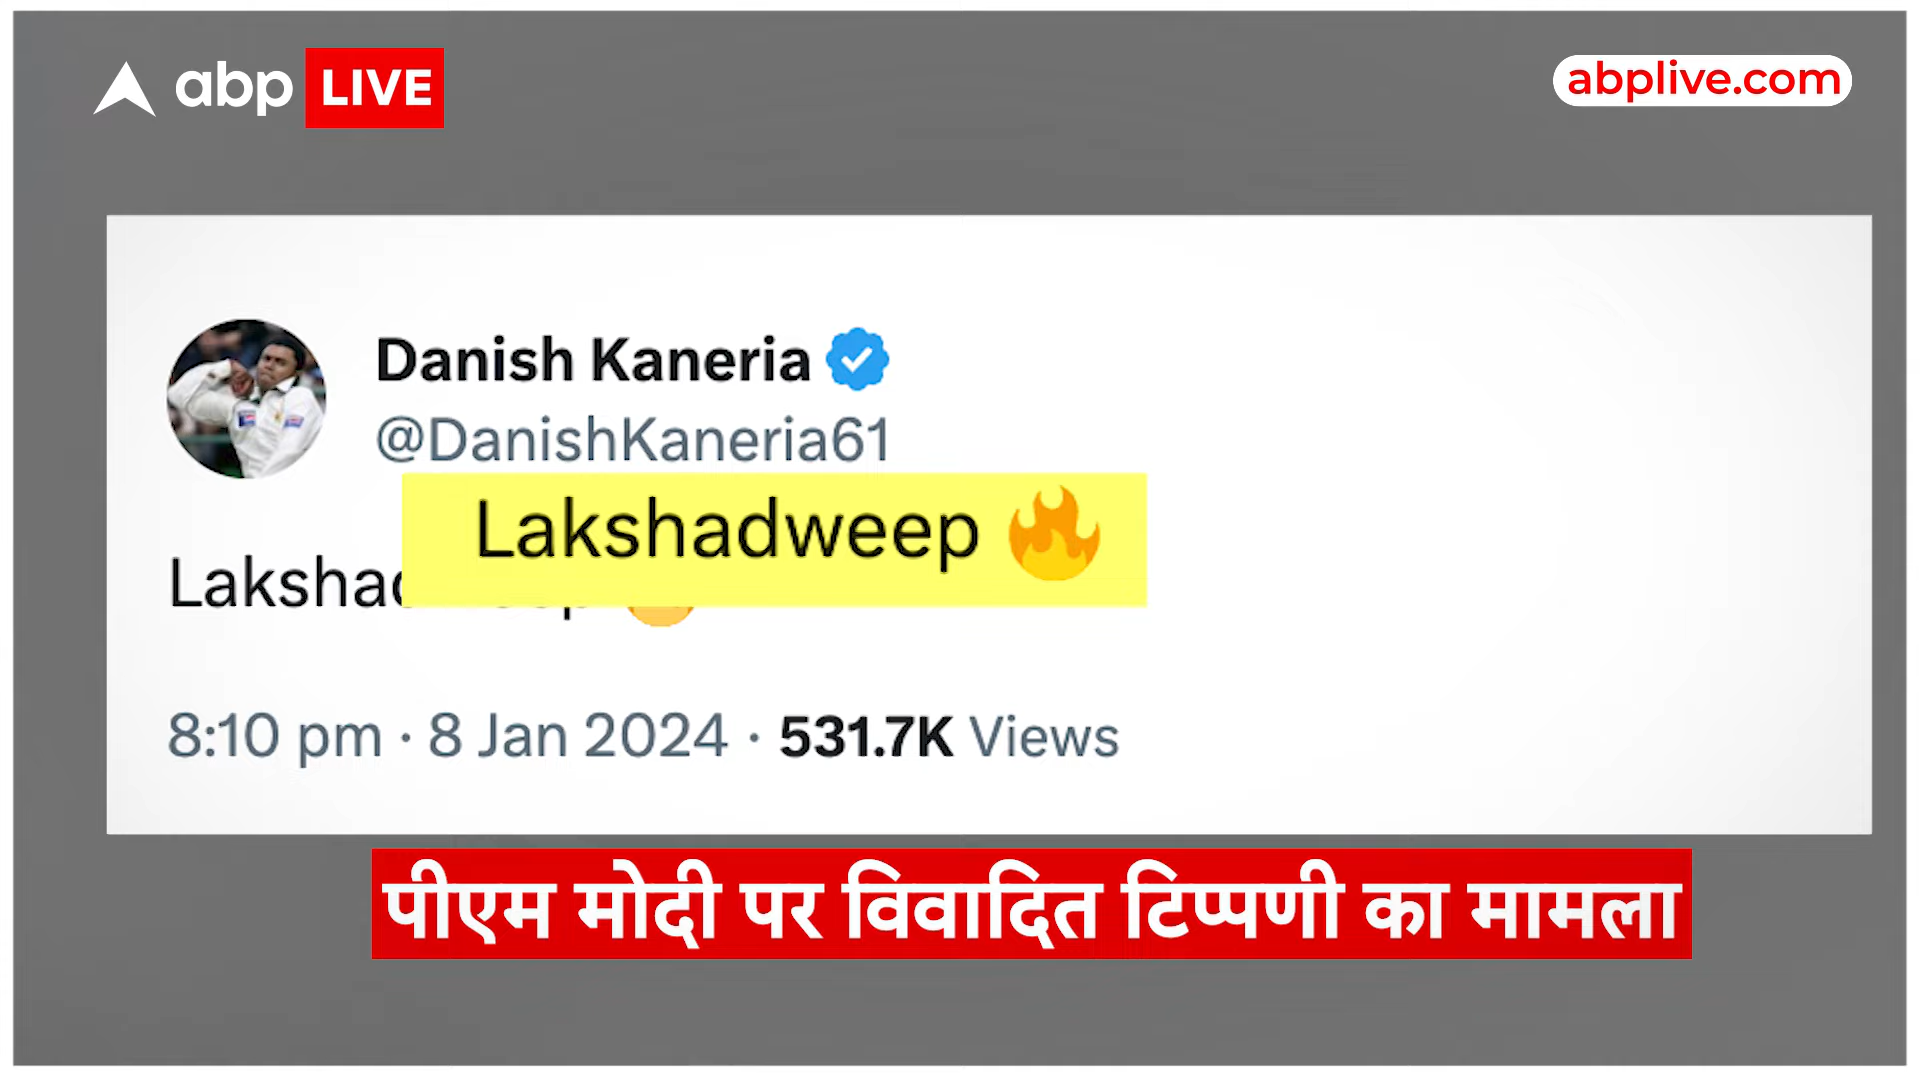 abp LIVE
abplive.com
Danish Kaneria
@DanishKaneria61
Lakshadweep 🔥
8:10 pm · 8 Jan 2024 · 531.7K Views
पीएम मोदी पर विवादित टिप्पणी का मामला